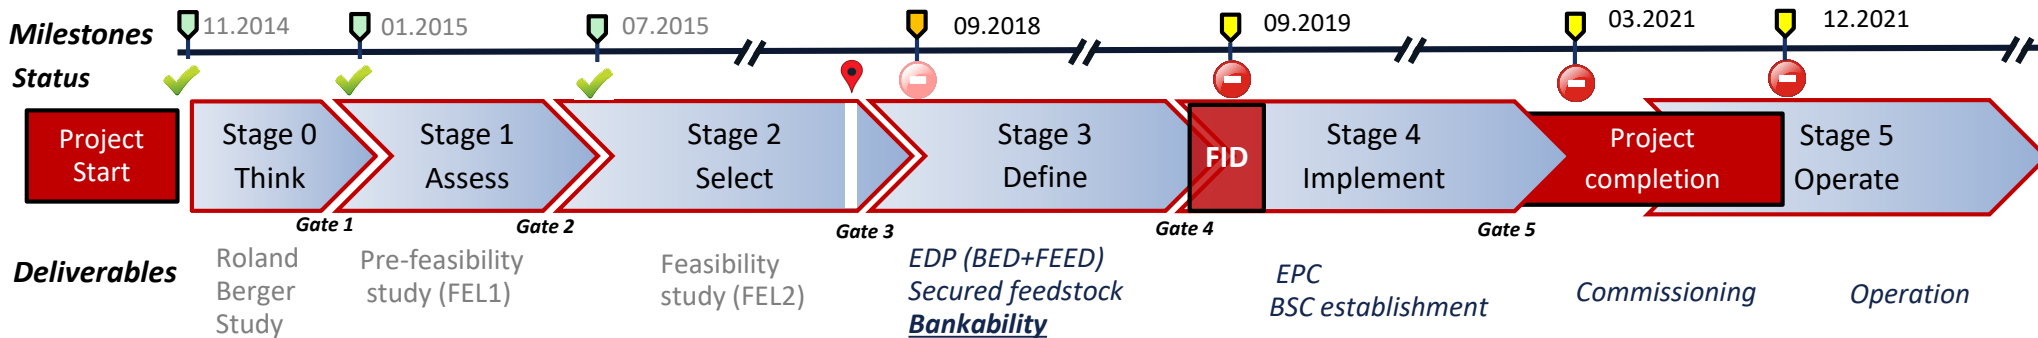 Milestones
11.2014
01.2015
07.2015
09.2018
09.2019
03.2021
12.2021
Status
Project
Start
Stage 0
Think
Stage 1
Assess
Stage 2
Select
Stage 3
Define
FID
Stage 4
Implement
Project
completion
Stage 5
Operate
Gate 1
Gate 2
Gate 3
Gate 4
Gate 5
Deliverables
Roland
Berger
Study
Pre-feasibility
study (FEL1)
Feasibility
study (FEL2)
EDP (BED+FEED)
Secured feedstock
Bankability
EPC
BSC establishment
Commissioning
Operation